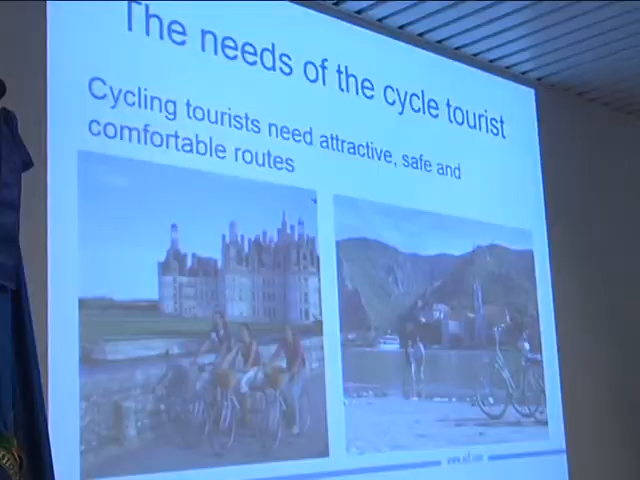 The needs of the cycle tourist
Cycling tourists need attractive, safe and
comfortable routes